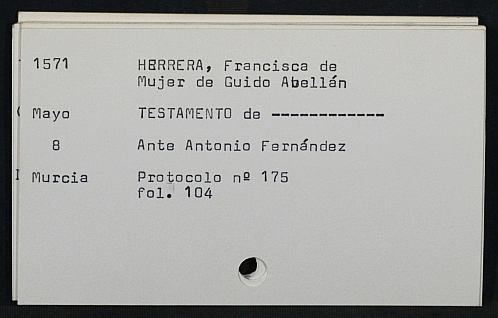 1571 HERRERA, Francisca de
Mujer de Guido Abellán
Mayo TESTAMENTO de ------------
8 Ante Antonio Fernández
Murcia Protocolo nº 175
fol. 104